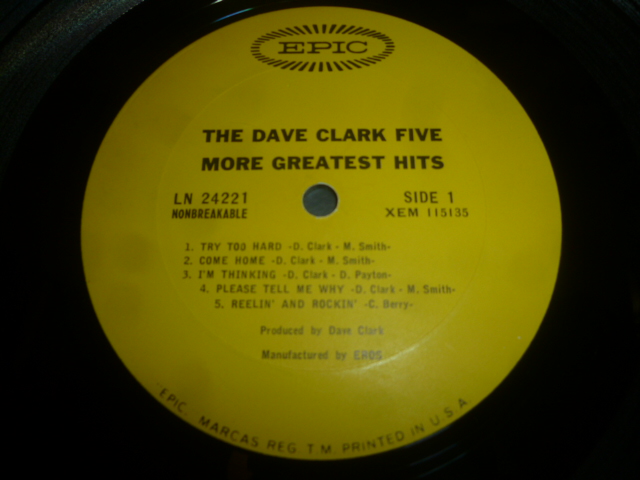 EPIC
THE DAVE CLARK FIVE
MORE GREATEST HITS
LN 24221
NONBREAKABLE
SIDE 1
XEM 115135
1. TRY TOO HARD -D. Clark - M. Smith-
2. COME HOME -D. Clark - M. Smith-
3. I'M THINKING -D. Clark - D. Payton-
4. PLEASE TELL ME WHY -D. Clark - M. Smith-
5. REELIN' AND ROCKIN' -C. Berry-
Produced by Dave Clark
Manufactured by EROS
EPIC, MARCAS REG. T.M. PRINTED IN U.S.A.